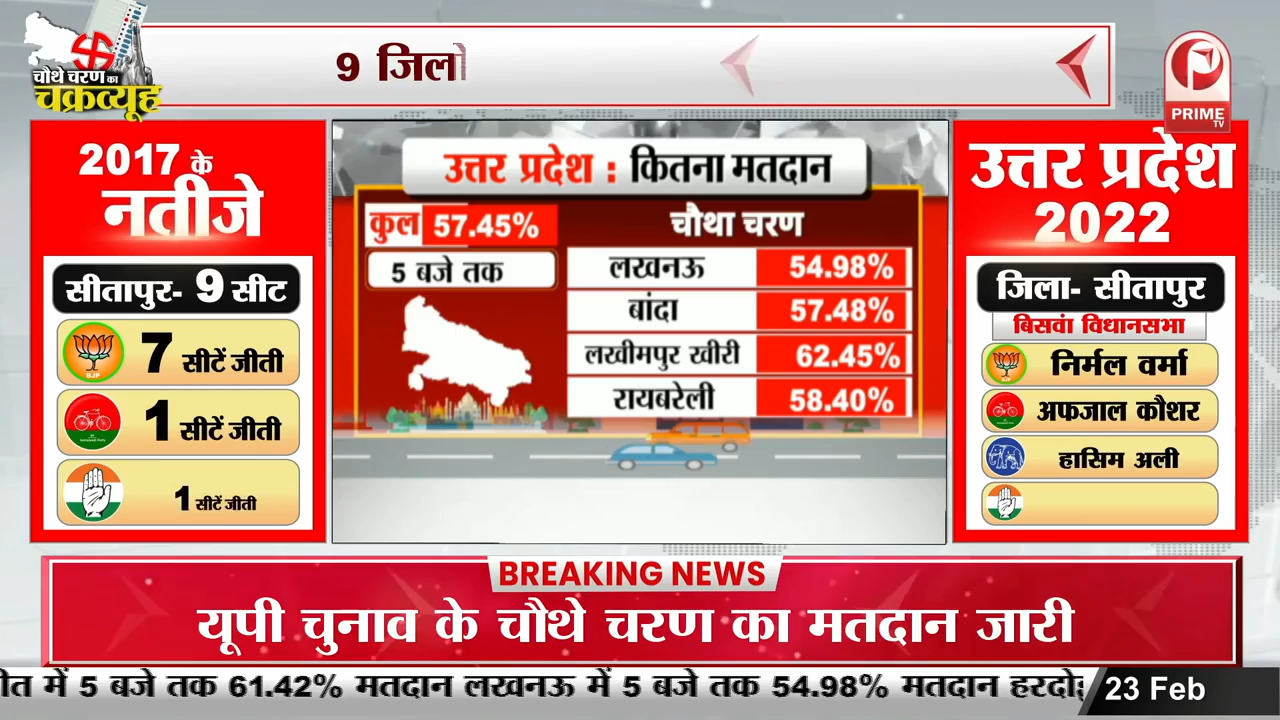 चौथे चरण का
चक्रव्यूह
9 जिलो
PRIME
TV
2017 के
नतीजे
सीतापुर- 9 सीट
BJP
7 सीटें जीती
1 सीटें जीती
1 सीटें जीती
उत्तर प्रदेश : कितना मतदान
कुल 57.45%
5 बजे तक
चौथा चरण
लखनऊ 54.98%
बांदा 57.48%
लखीमपुर खीरी 62.45%
रायबरेली 58.40%
उत्तर प्रदेश
2022
जिला- सीतापुर
बिसवां विधानसभा
निर्मल वर्मा
अफजाल कौशर
हासिम अली
BREAKING NEWS
यूपी चुनाव के चौथे चरण का मतदान जारी
में 5 बजे तक 61.42% मतदान लखनऊ में 5 बजे तक 54.98% मतदान
23 Feb